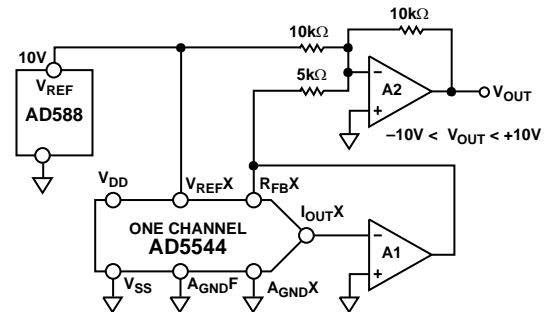 10kΩ
10kΩ
10V
VREF
AD588
5kΩ
A2
VOUT
−10V < VOUT < +10V
VDD
VREFX
RFBX
ONE CHANNEL
AD5544
IOUTX
A1
VSS
AGNDF
AGNDX